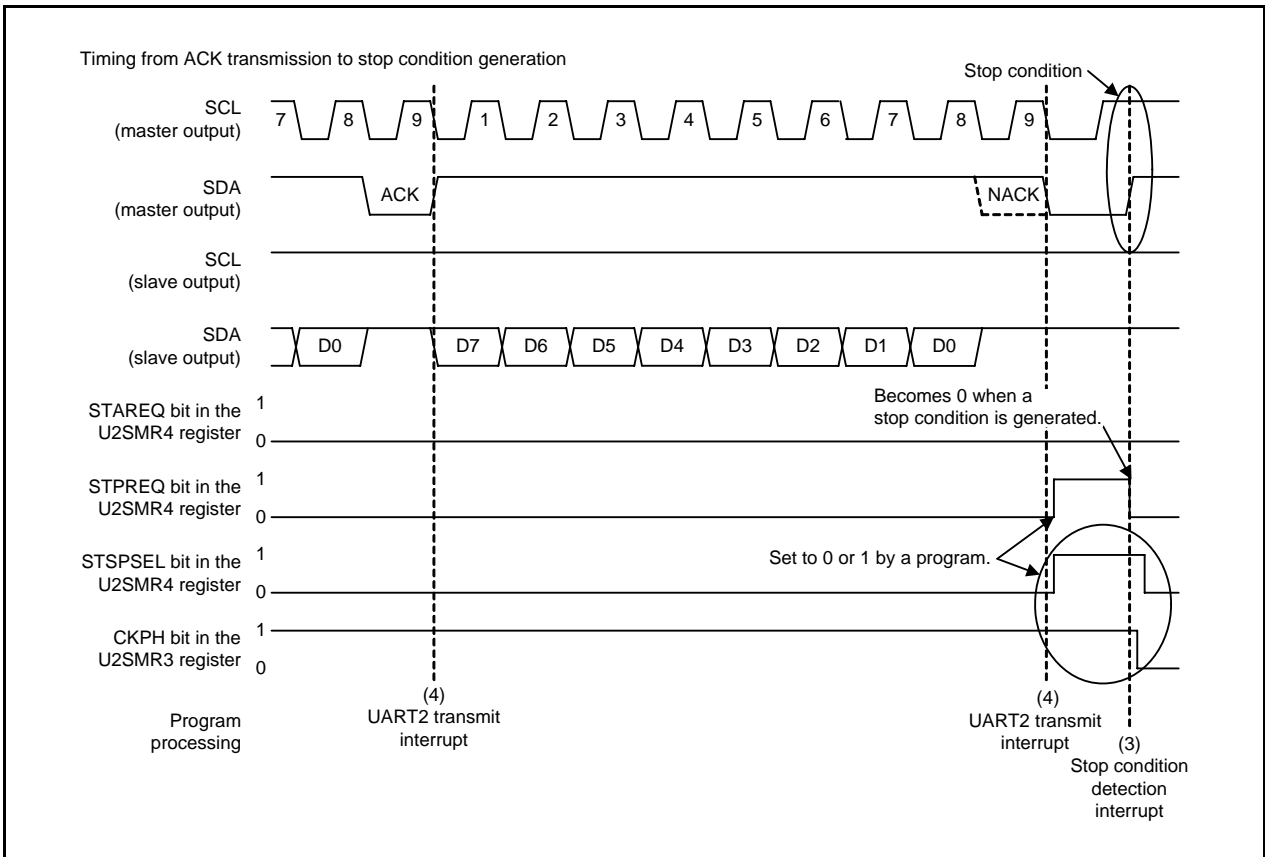 Timing from ACK transmission to stop condition generation
Stop condition
SCL
(master output)
7 8 9 1 2 3 4 5 6 7 8 9
SDA
(master output)
ACK
NACK
SCL
(slave output)
SDA
(slave output)
D0 D7 D6 D5 D4 D3 D2 D1 D0
Becomes 0 when a
stop condition is generated.
STAREQ bit in the
U2SMR4 register
1
0
STPREQ bit in the
U2SMR4 register
1
0
Set to 0 or 1 by a program.
STSPSEL bit in the
U2SMR4 register
1
0
CKPH bit in the
U2SMR3 register
1
0
Program
processing
(4)
UART2 transmit
interrupt
(4)
UART2 transmit
interrupt
(3)
Stop condition
detection
interrupt